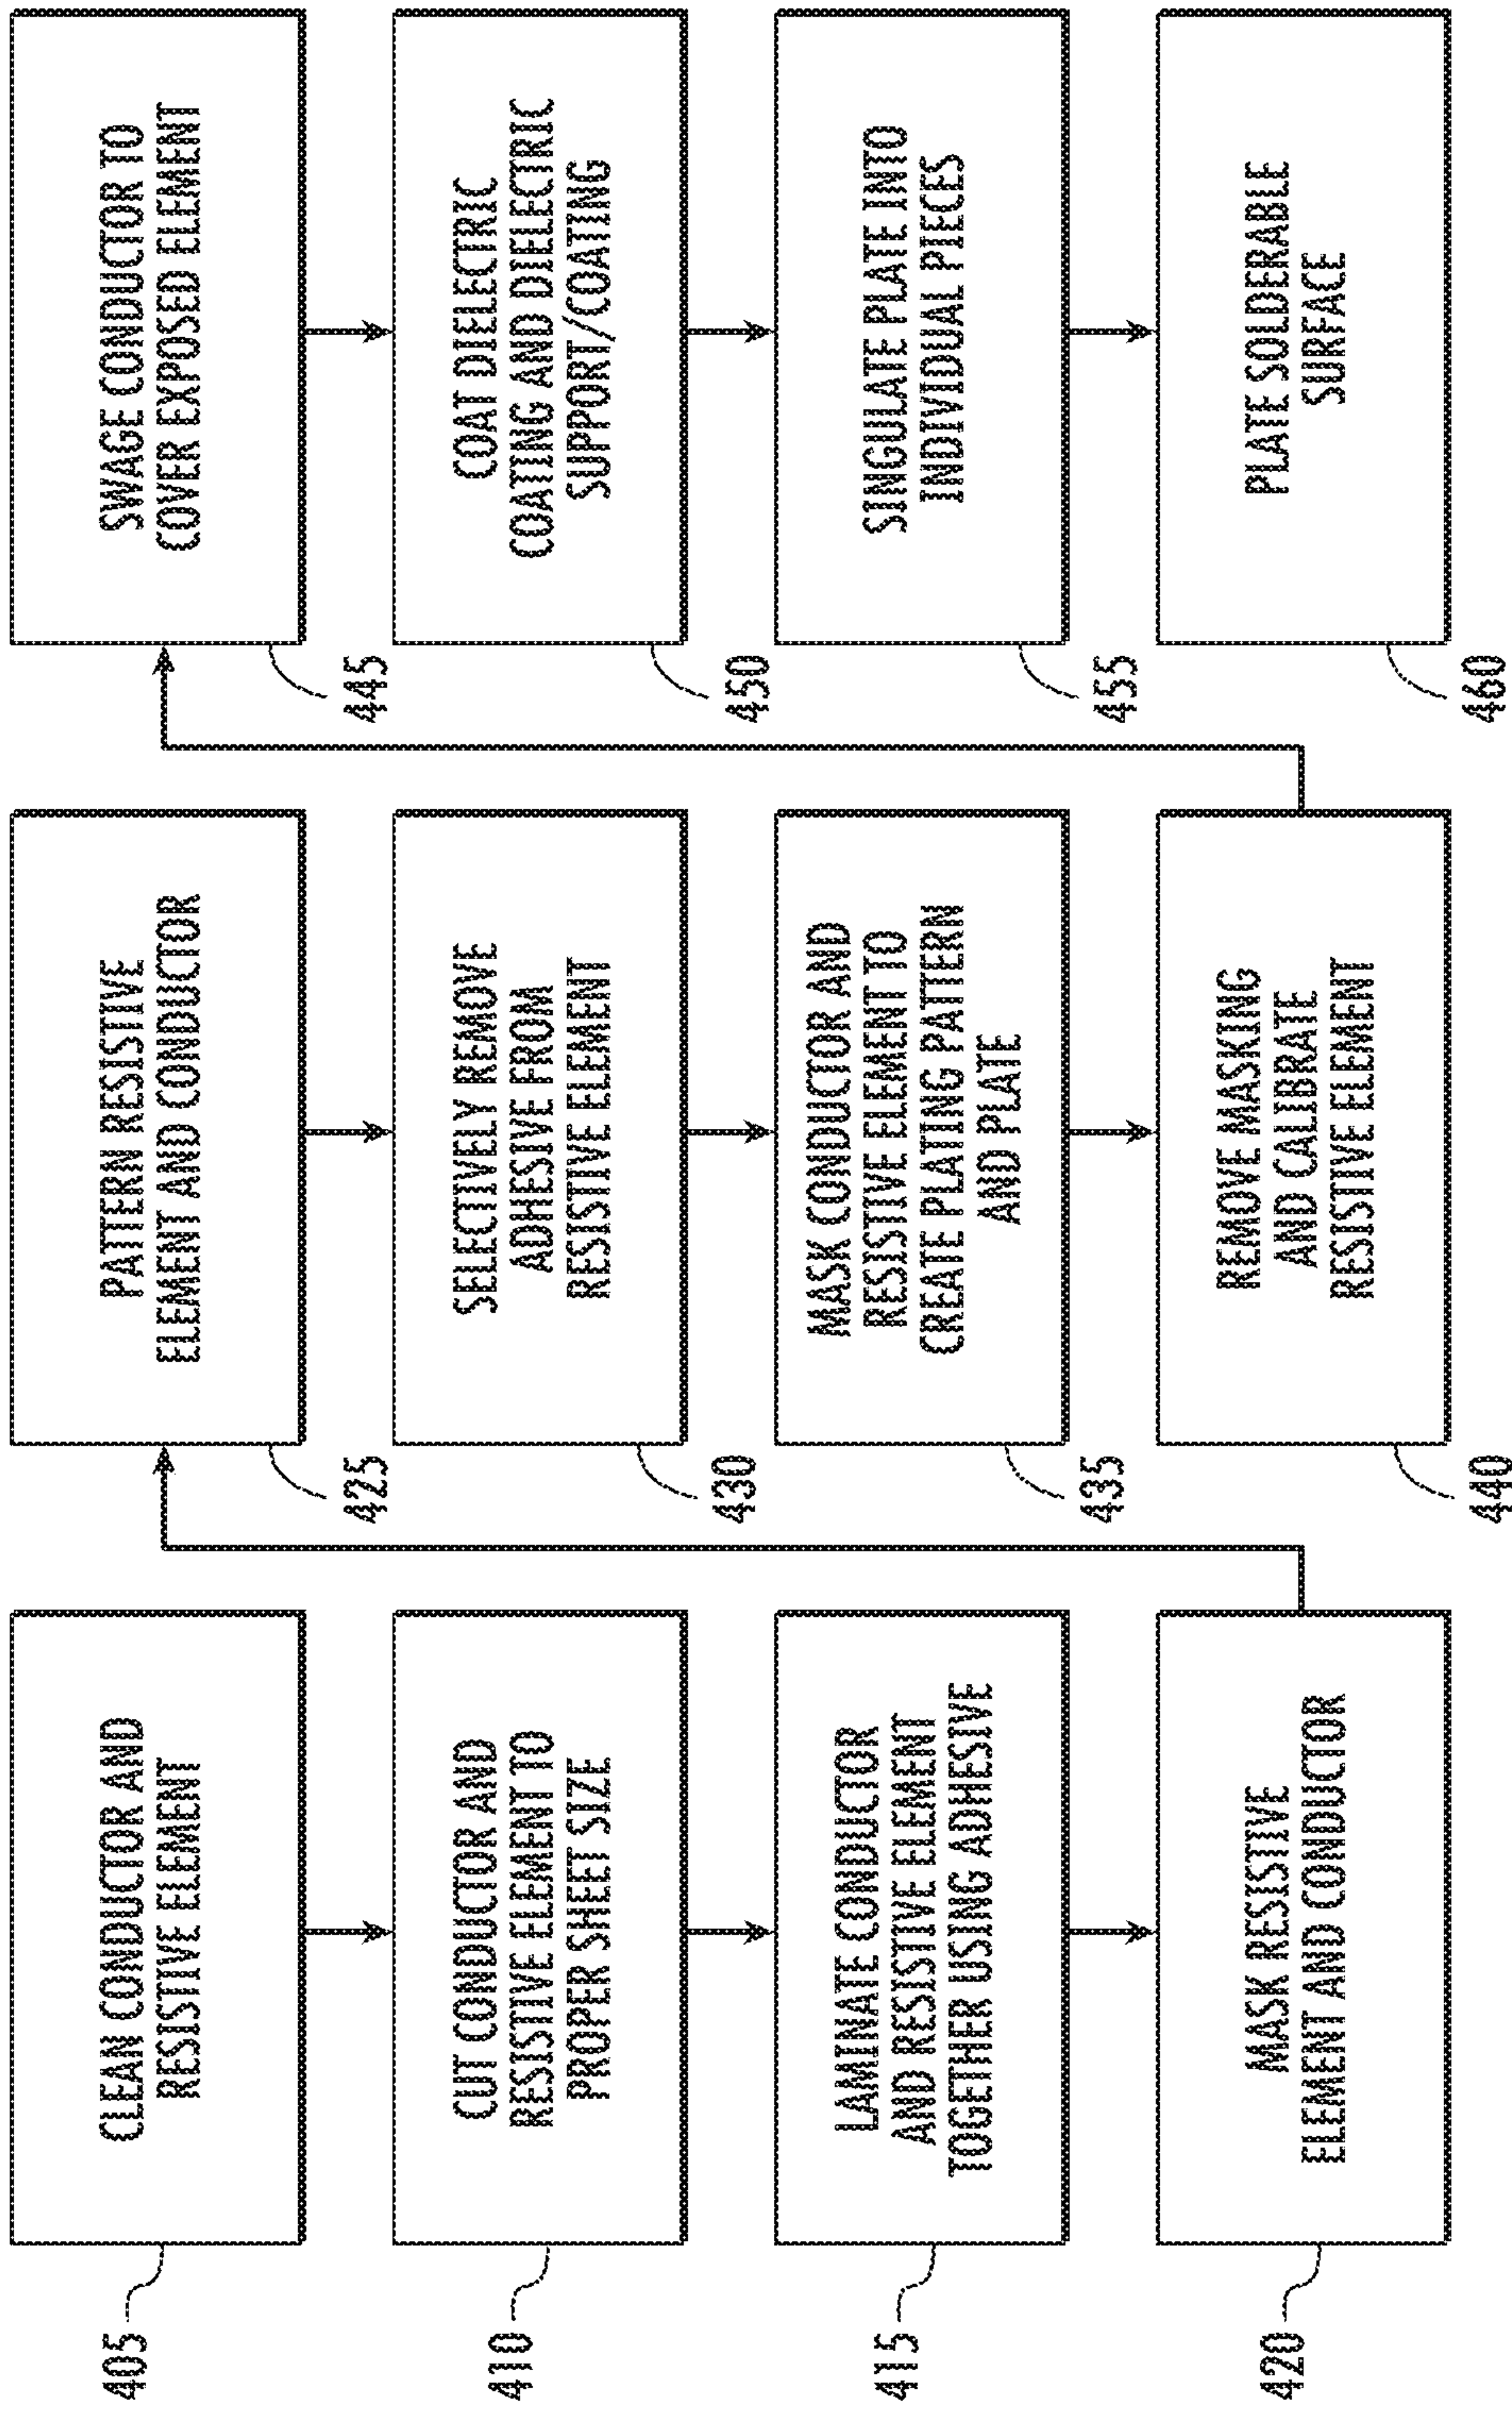 405
CLEAN CONDUCTOR AND
RESISTIVE ELEMENT
410
CUT CONDUCTOR AND
RESISTIVE ELEMENT TO
PROPER SHEET SIZE
415
LAMINATE CONDUCTOR
AND RESISTIVE ELEMENT
TOGETHER USING ADHESIVE
420
MASK RESISTIVE
ELEMENT AND CONDUCTOR
425
PATTERN RESISTIVE
ELEMENT AND CONDUCTOR
430
SELECTIVELY REMOVE
ADHESIVE FROM
RESISTIVE ELEMENT
435
MASK CONDUCTOR AND
RESISTIVE ELEMENT TO
CREATE PLATING PATTERN
AND PLATE
440
REMOVE MASKING
AND CALIBRATE
RESISTIVE ELEMENT
445
SWAGE CONDUCTOR TO
COVER EXPOSED ELEMENT
450
COAT DIELECTRIC
COATING AND DIELECTRIC
SUPPORT/COATING
455
SINGULATE PLATE INTO
INDIVIDUAL PIECES
460
PLATE SOLDERABLE
SURFACE